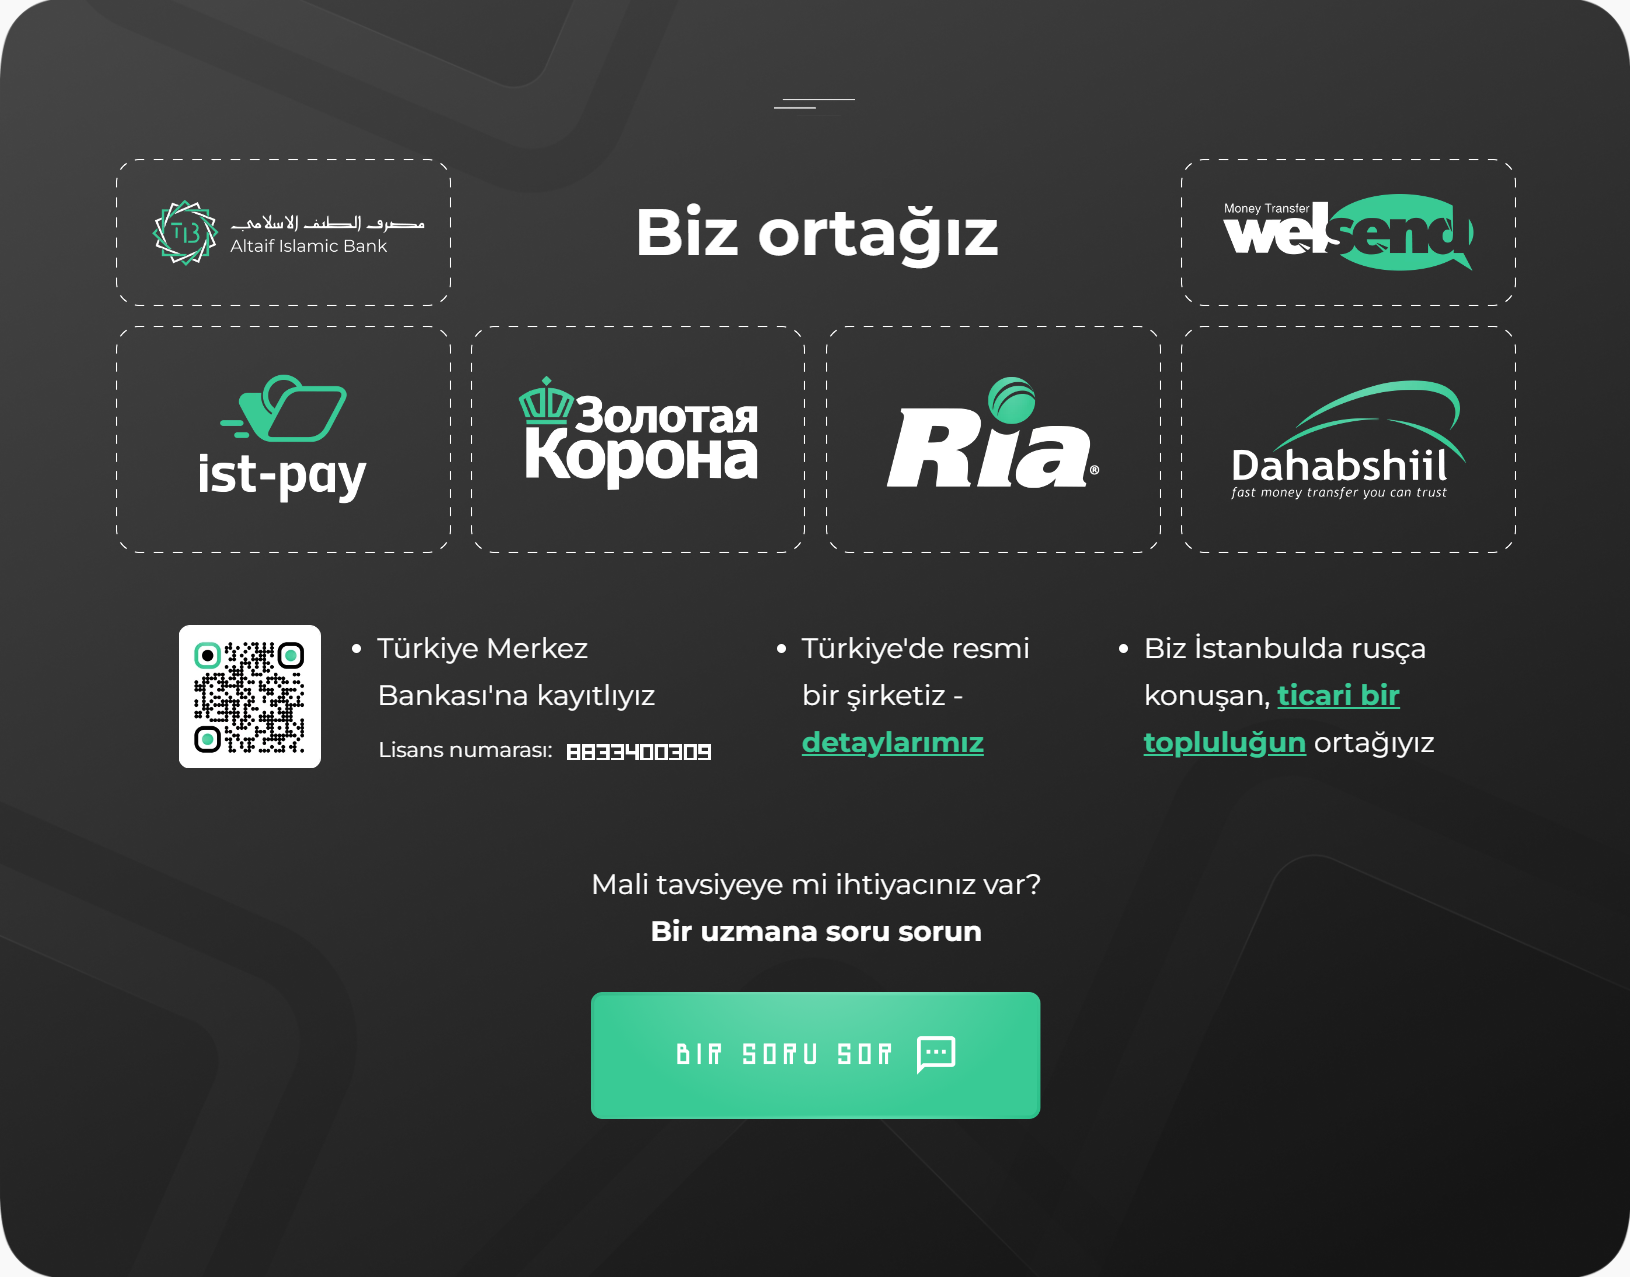 مصرف الطيف الاسلامي
Altaif Islamic Bank
Biz ortağız
Money Transfer
welsend
ist-pay
Золотая
Корона
Ria®
Dahabshiil
fast money transfer you can trust
• Türkiye Merkez
Bankası'na kayıtlıyız
Lisans numarası: 8833400309
• Türkiye'de resmi
bir şirketiz -
detaylarımız
• Biz İstanbulda rusça
konuşan, ticari bir
topluluğun ortağıyız
Mali tavsiyeye mi ihtiyacınız var?
Bir uzmana soru sorun
BIR SORU SOR